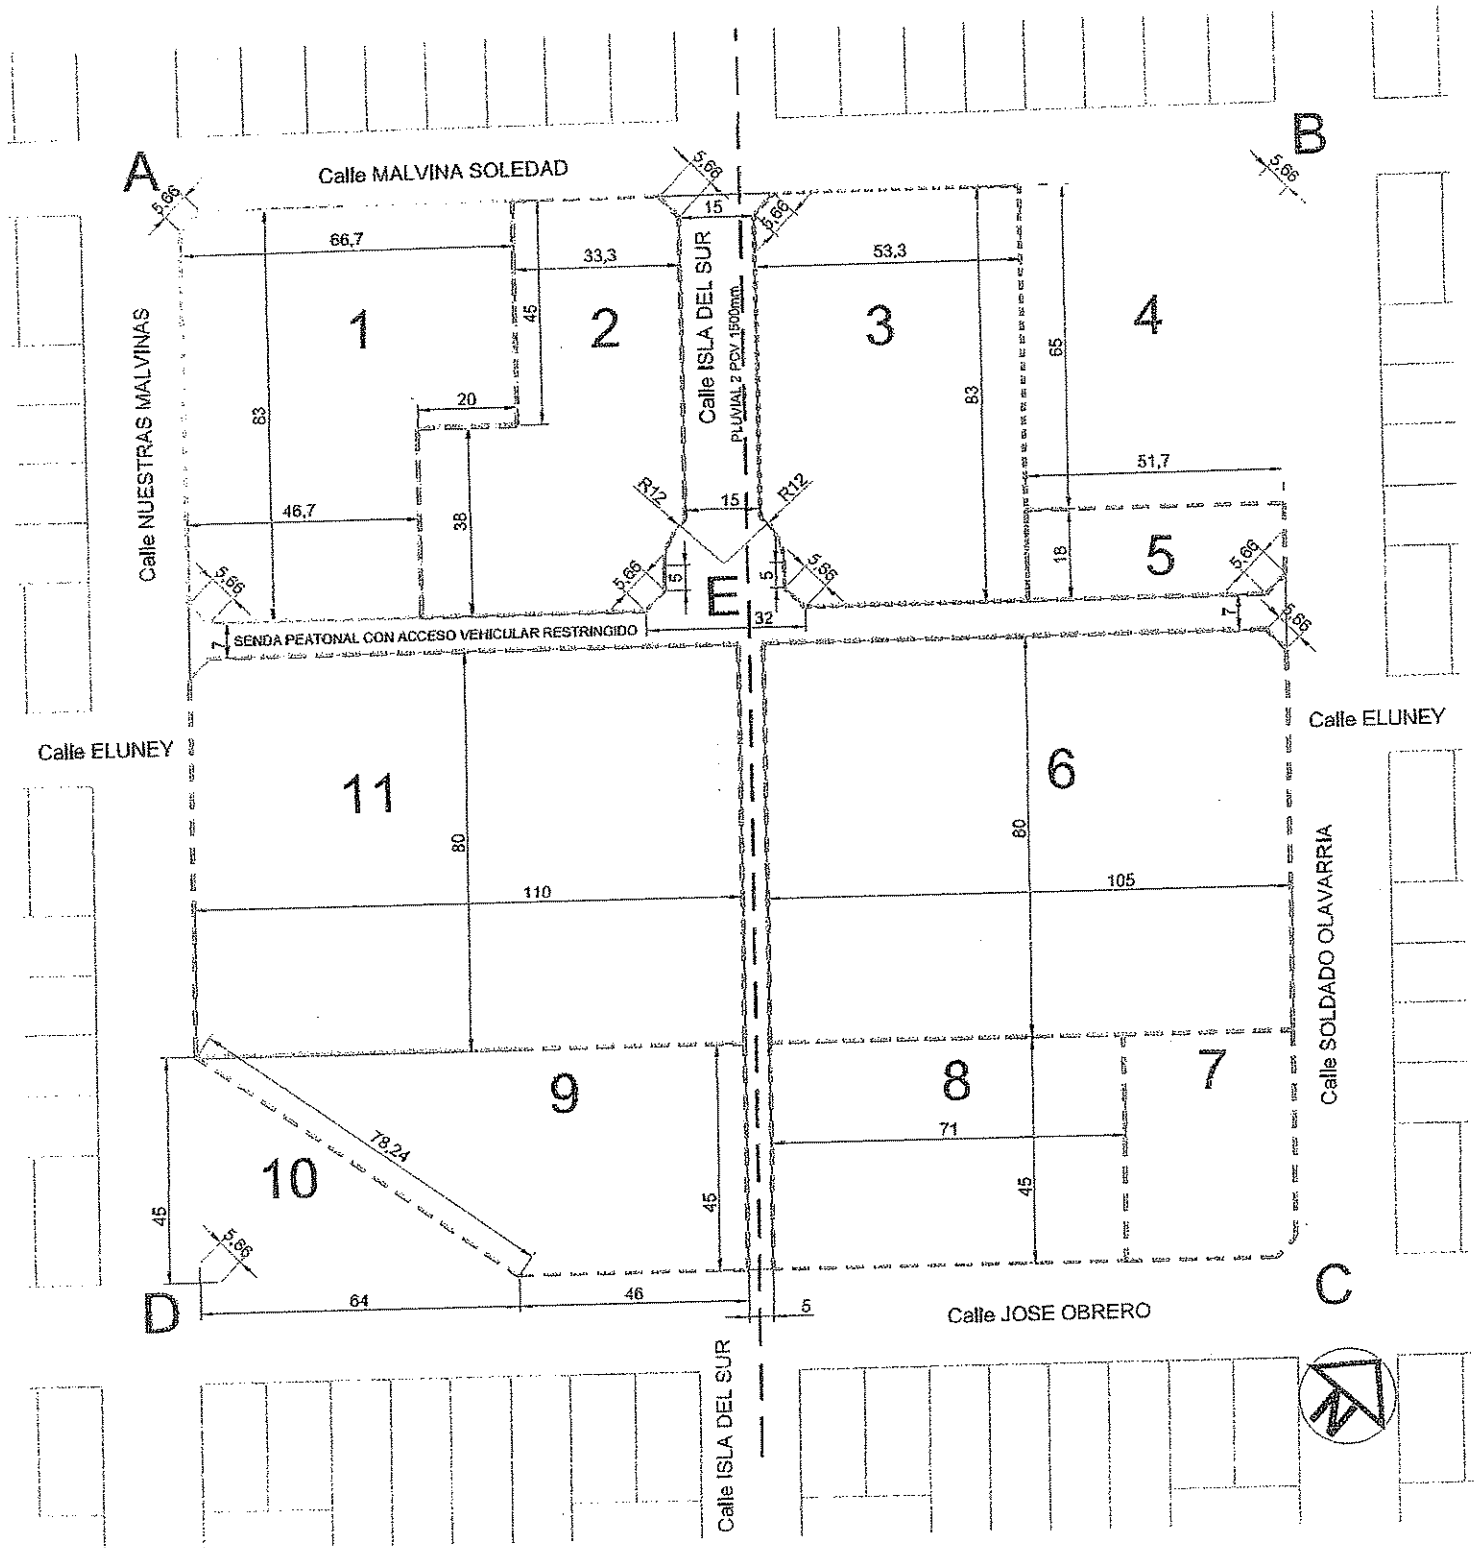 A
B
Calle MALVINA SOLEDAD
5,66
5,66
5,66
5,66
15
66,7
33,3
53,3
Calle NUESTRAS MALVINAS
83
1
45
2
Calle ISLA DEL SUR
PLUVIAL 2 PCV 1500mm
3
83
65
4
20
51,7
46,7
38
R12
15
R12
18
5
5,66
5,66
5,66
5
E
5
5,66
7
32
7
5,66
SENDA PEATONAL CON ACCESO VEHICULAR RESTRINGIDO
Calle ELUNEY
Calle ELUNEY
11
6
80
80
110
105
Calle SOLDADO OLAVARRIA
9
8
7
78,24
71
10
45
45
45
5,66
D
64
46
5
Calle JOSE OBRERO
C
Calle ISLA DEL SUR
N